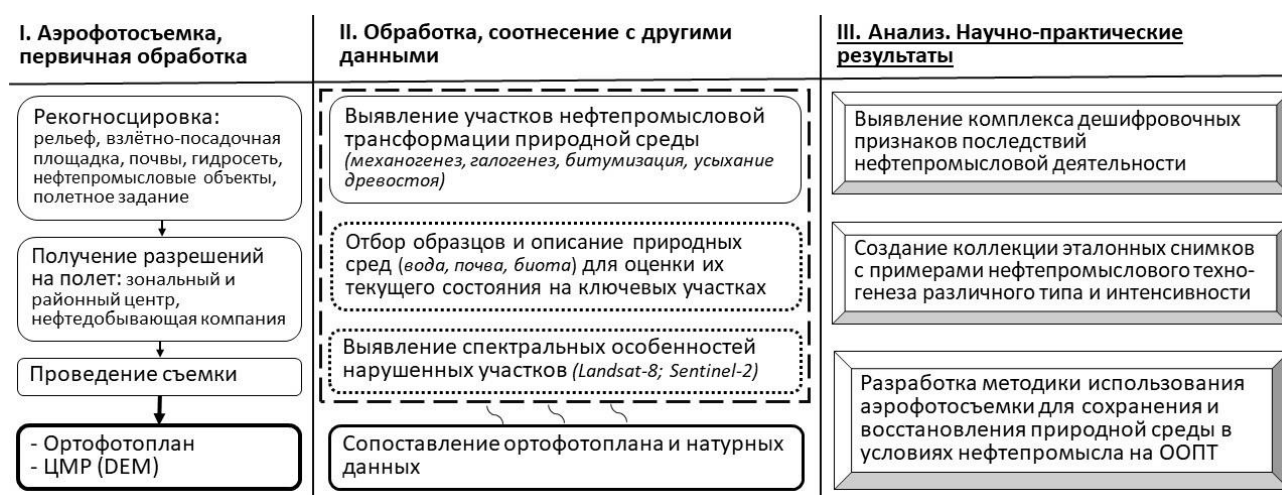 I. Аэрофотосъемка,
первичная обработка
Рекогносцировка:
рельеф, взлётно-посадочная
площадка, почвы, гидросеть,
нефтепромысловые объекты,
полетное задание
Получение разрешений
на полет: зональный и
районный центр,
нефтедобывающая компания
Проведение съемки
- Ортофотоплан
- ЦМР (DEM)
II. Обработка, соотнесение с другими
данными
Выявление участков нефтепромысловой
трансформации природной среды
(механогенез, галогенез, битумизация, усыхание
древостоя)
Отбор образцов и описание природных
сред (вода, почва, биота) для оценки их
текущего состояния на ключевых участках
Выявление спектральных особенностей
нарушенных участков (Landsat-8; Sentinel-2)
Сопоставление ортофотоплана и натурных
данных
III. Анализ. Научно-практические
результаты
Выявление комплекса дешифровочных
признаков последствий
нефтепромысловой деятельности
Создание коллекции эталонных снимков
с примерами нефтепромыслового техно-
генеза различного типа и интенсивности
Разработка методики использования
аэрофотосъемки для сохранения и
восстановления природной среды в
условиях нефтепромысла на ООПТ